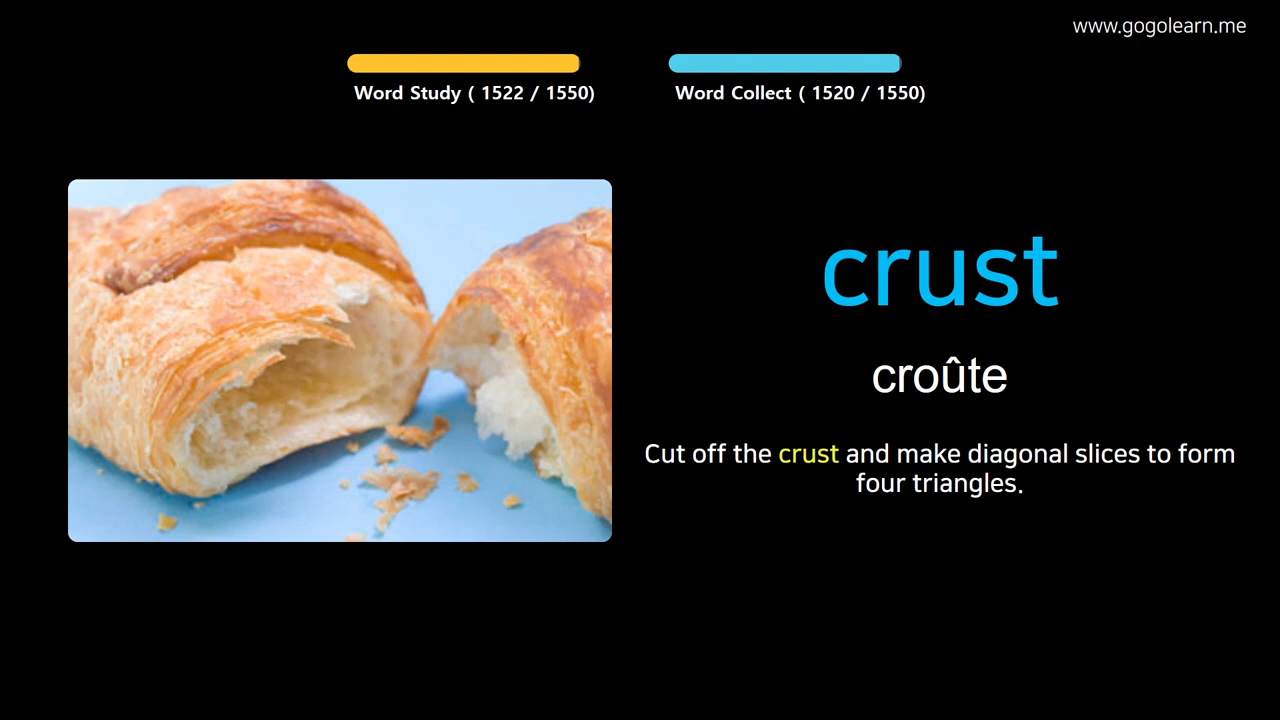 www.gogolearn.me
Word Study ( 1522 / 1550)
Word Collect ( 1520 / 1550)
crust
croûte
Cut off the crust and make diagonal slices to form
four triangles.